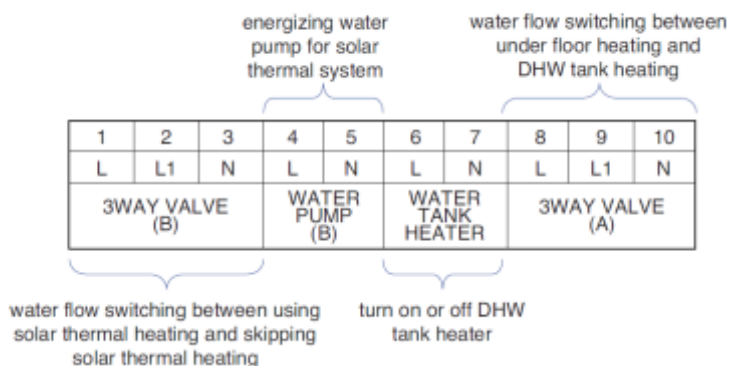 energizing water
pump for solar
thermal system
water flow switching between
under floor heating and
DHW tank heating
1 2 3 4 5 6 7 8 9 10
L L1 N L N L N L L1 N
3WAY VALVE
(B)
WATER
PUMP
(B)
WATER
TANK
HEATER
3WAY VALVE
(A)
water flow switching between using
solar thermal heating and skipping
solar thermal heating
turn on or off DHW
tank heater